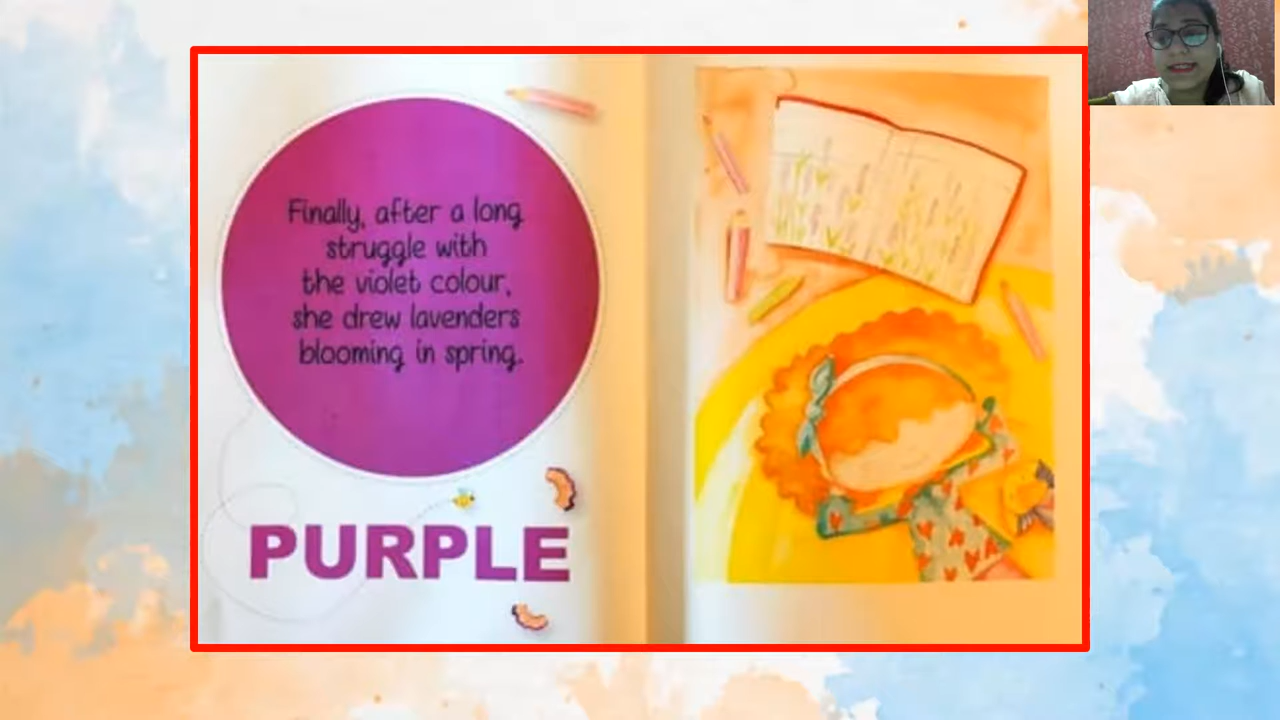 Finally, after a long
struggle with
the violet colour,
she drew lavenders
blooming in spring.
PURPLE